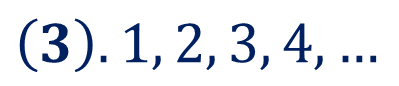 (3). 1, 2, 3, 4, ...